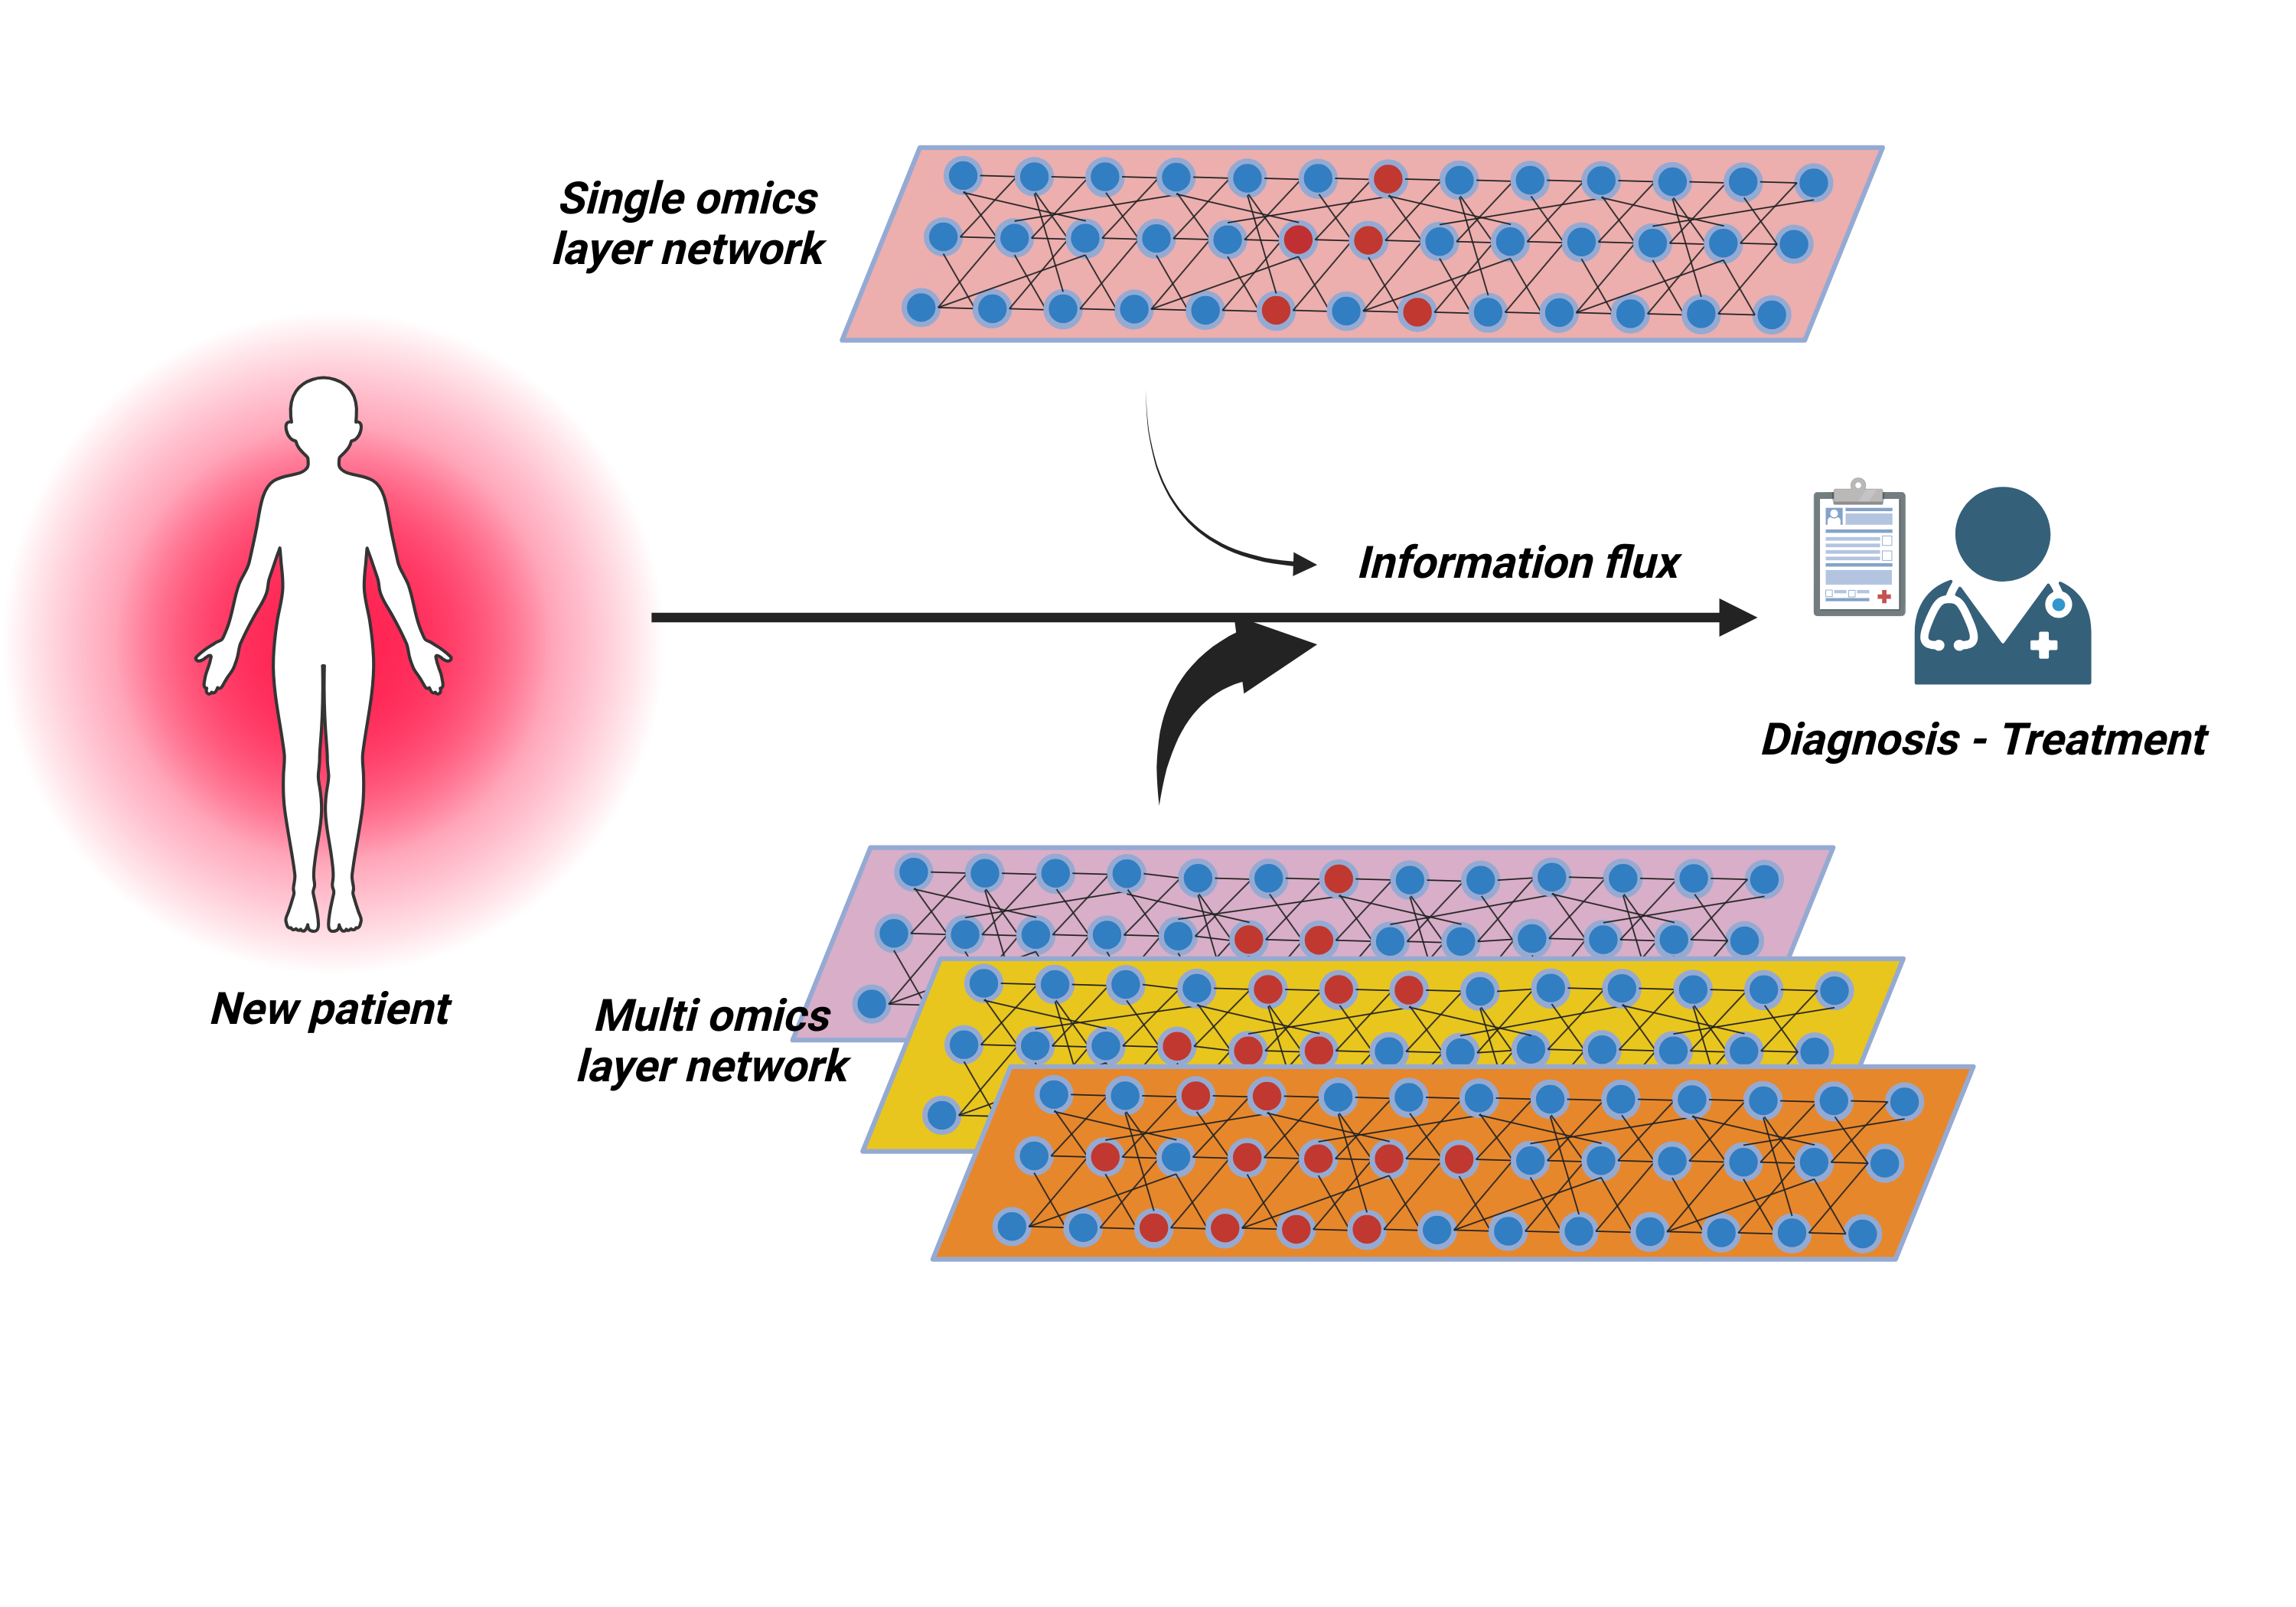 Single omics
layer network
Information flux
Diagnosis - Treatment
New patient
Multi omics
layer network